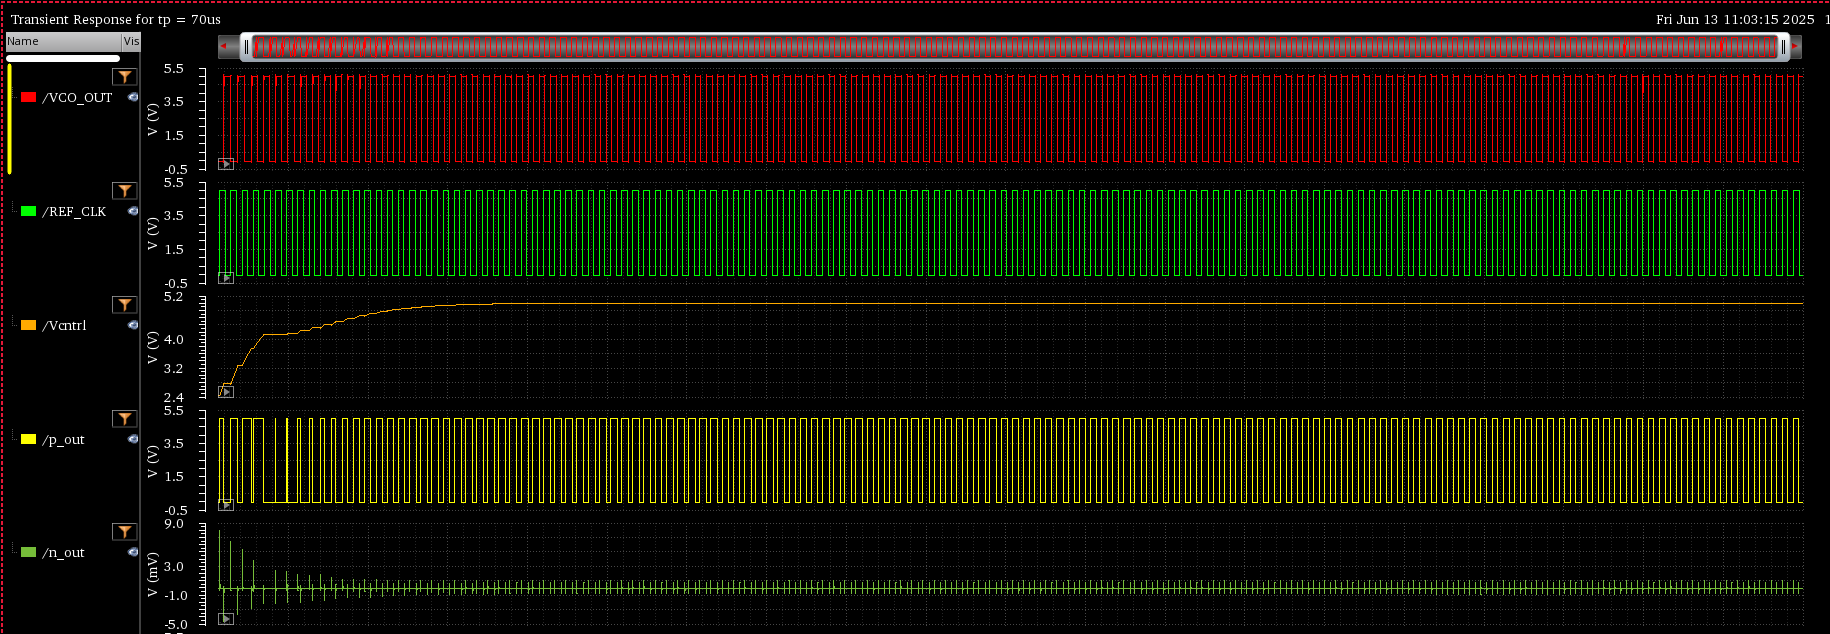 Transient Response for tp = 70us
Fri Jun 13 11:03:15 2025 1
Name Vis
/VCO_OUT
V (V)
5.5
3.5
1.5
-0.5
/REF_CLK
V (V)
5.5
3.5
1.5
-0.5
/Vcntrl
V (V)
5.2
4.0
3.2
2.4
/p_out
V (V)
5.5
3.5
1.5
-0.5
/n_out
V (mV)
9.0
3.0
-1.0
-5.0